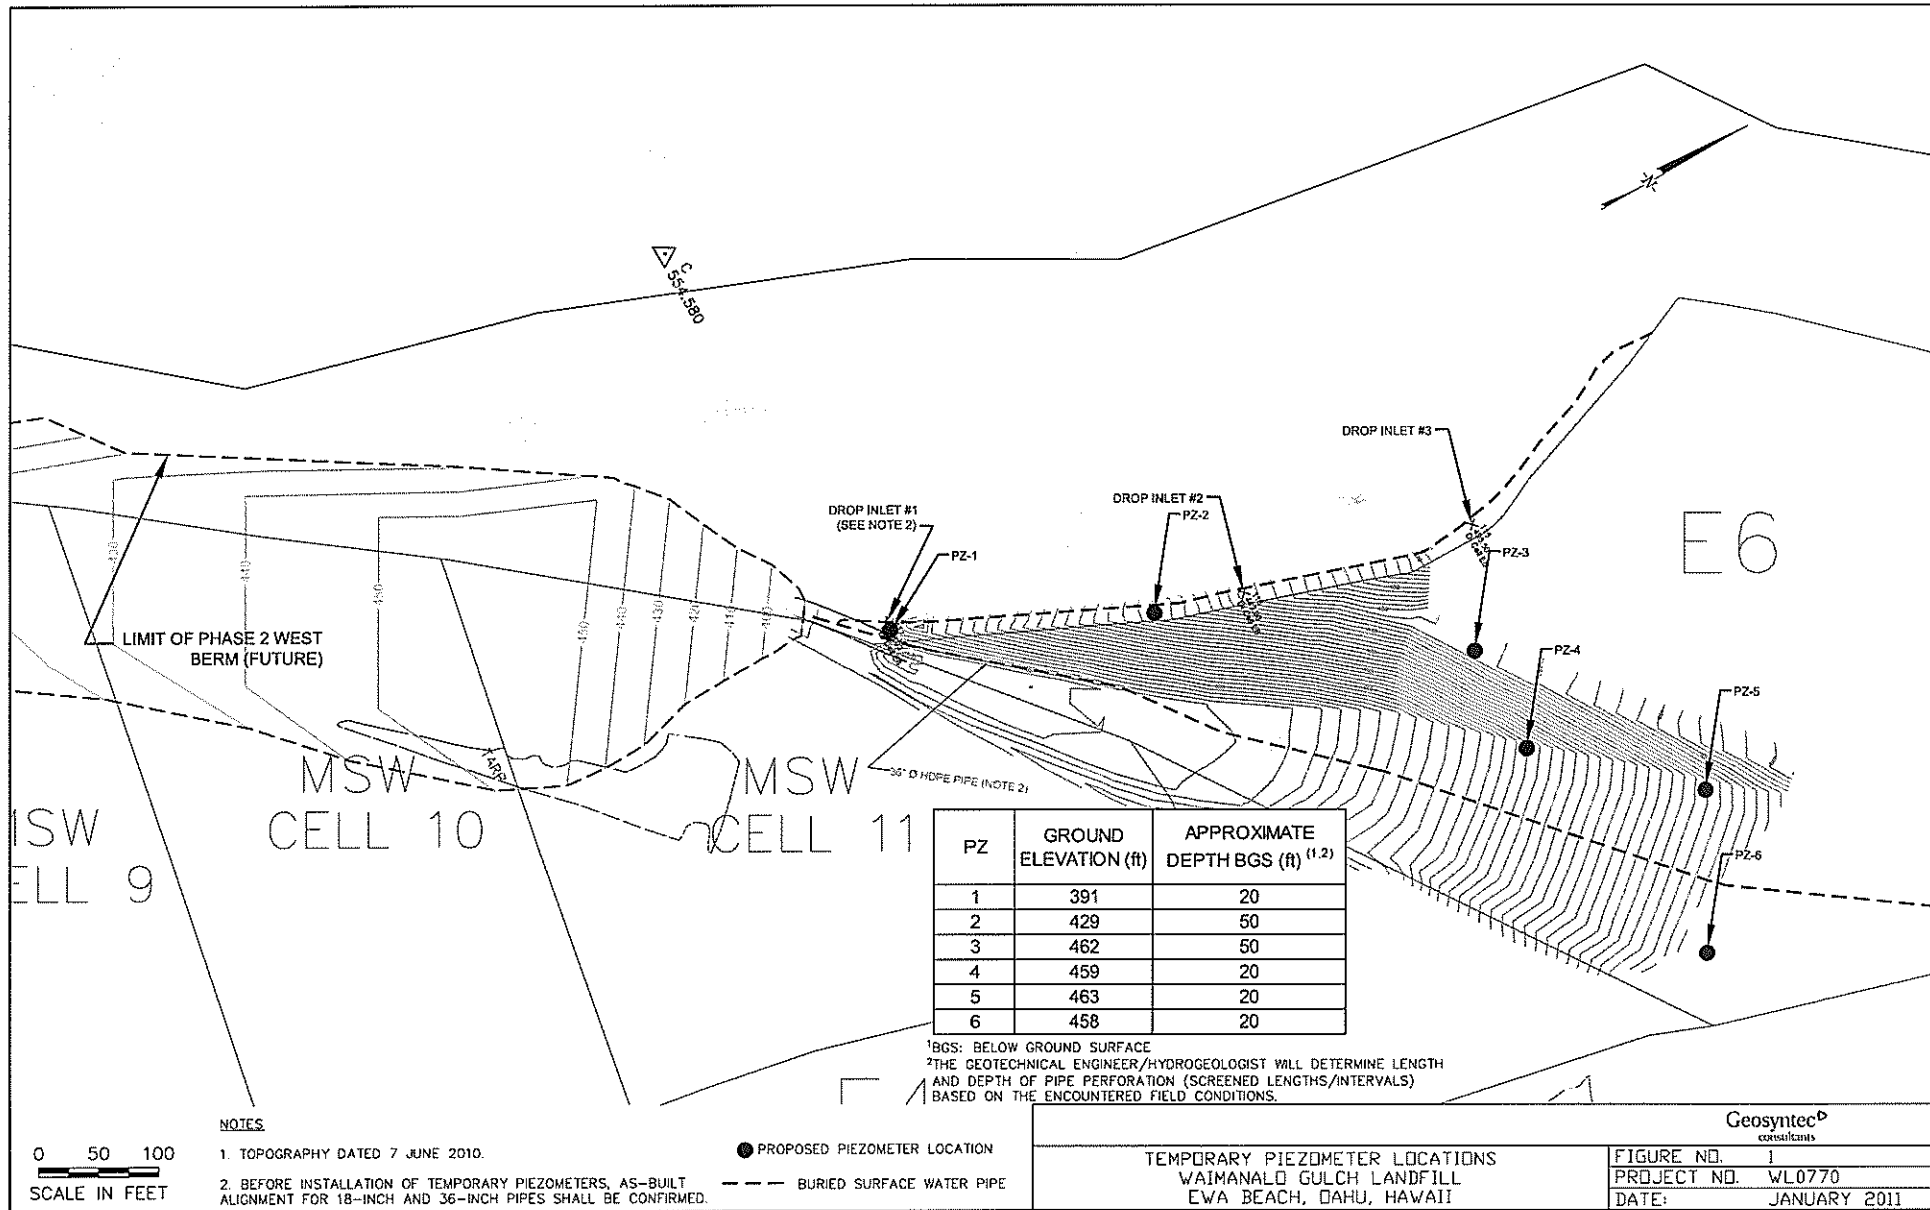 -N-
C
554.580
DROP INLET #3
DROP INLET #2
PZ-2
DROP INLET #1
(SEE NOTE 2)
PZ-1
PZ-3
E6
430
440
450
450
440
430
420
410
400
LIMIT OF PHASE 2 WEST
BERM (FUTURE)
PZ-4
PZ-5
PZ-6
TARP
MSW
CELL 10
MSW
CELL 11
36" Ø HDPE PIPE (NOTE 2)
MSW
ELL 9
PZ GROUND ELEVATION (ft) APPROXIMATE DEPTH BGS (ft) (1,2)
1 391 20
2 429 50
3 462 50
4 459 20
5 463 20
6 458 20
1BGS: BELOW GROUND SURFACE
2THE GEOTECHNICAL ENGINEER/HYDROGEOLOGIST WILL DETERMINE LENGTH
AND DEPTH OF PIPE PERFORATION (SCREENED LENGTHS/INTERVALS)
BASED ON THE ENCOUNTERED FIELD CONDITIONS.
0 50 100
SCALE IN FEET
NOTES
1. TOPOGRAPHY DATED 7 JUNE 2010.
2. BEFORE INSTALLATION OF TEMPORARY PIEZOMETERS, AS-BUILT
ALIGNMENT FOR 18-INCH AND 36-INCH PIPES SHALL BE CONFIRMED.
PROPOSED PIEZOMETER LOCATION
BURIED SURFACE WATER PIPE
Geosyntec
consultants
TEMPORARY PIEZOMETER LOCATIONS
WAIMANALO GULCH LANDFILL
EWA BEACH, OAHU, HAWAII
FIGURE NO. 1
PROJECT NO. WL0770
DATE: JANUARY 2011